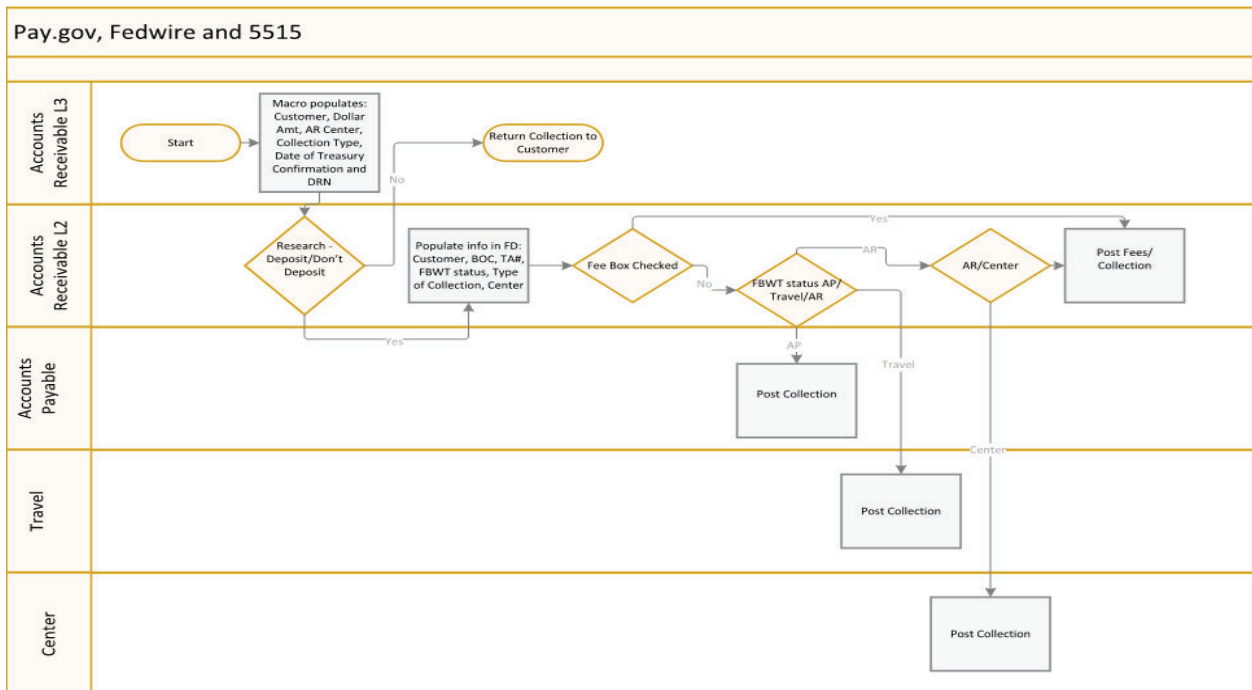 Pay.gov, Fedwire and 5515
Accounts
Receivable L3
Start
Macro populates:
Customer, Dollar
Amt, AR Center,
Collection Type,
Date of Treasury
Confirmation and
DRN
No
Return Collection to
Customer
Accounts
Receivable L2
Research -
Deposit/Don't
Deposit
Yes
Populate info in FD:
Customer, BOC, TA#,
FBWT status, Type
of Collection, Center
Fee Box Checked
Yes
No
FBWT status AP/
Travel/AR
AR
AR/Center
Post Fees/
Collection
Accounts
Payable
AP
Post Collection
Travel
Center
Travel
Post Collection
Center
Post Collection